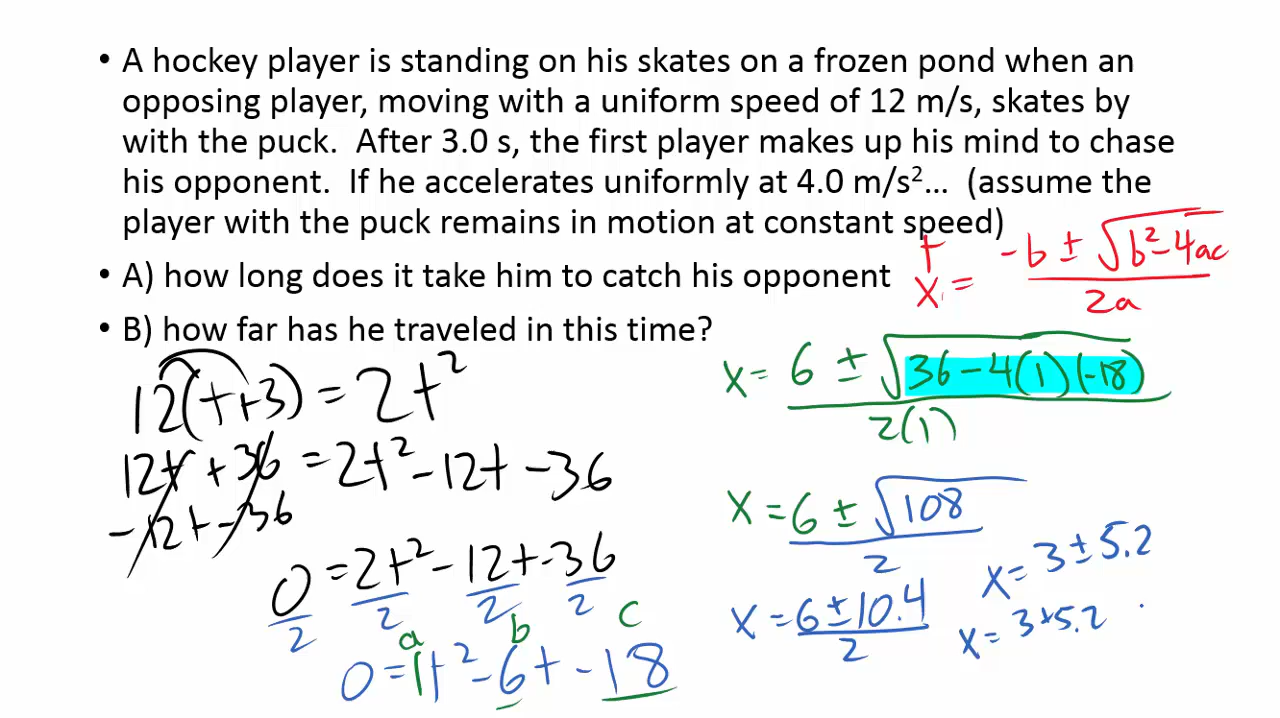 • A hockey player is standing on his skates on a frozen pond when an
opposing player, moving with a uniform speed of 12 m/s, skates by
with the puck. After 3.0 s, the first player makes up his mind to chase
his opponent. If he accelerates uniformly at 4.0 m/s²… (assume the
player with the puck remains in motion at constant speed)
• A) how long does it take him to catch his opponent
• B) how far has he traveled in this time?
t
x = (-b ± √(b²-4ac)) / 2a
12(t+3) = 2t²
12t + 36 = 2t² - 12t - 36
-12t - 36
0 = 2t² - 12t - 36
2 2 2 2
a b c
0 = 1t² - 6t - 18
x = (6 ± √(36-4(1)(-18))) / 2(1)
x = (6 ± √108) / 2
x = (6 ± 10.4) / 2
x = 3 ± 5.2
x = 3 + 5.2